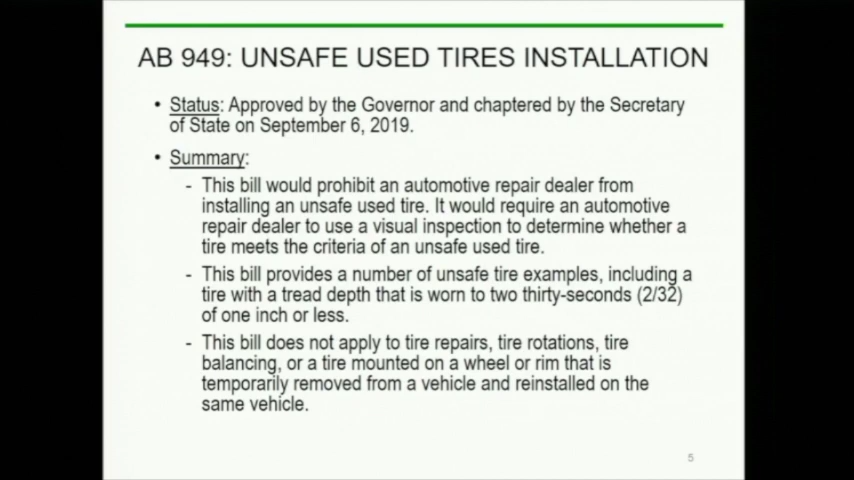 AB 949: UNSAFE USED TIRES INSTALLATION
• Status: Approved by the Governor and chaptered by the Secretary
of State on September 6, 2019.
• Summary:
- This bill would prohibit an automotive repair dealer from
installing an unsafe used tire. It would require an automotive
repair dealer to use a visual inspection to determine whether a
tire meets the criteria of an unsafe used tire.
- This bill provides a number of unsafe tire examples, including a
tire with a tread depth that is worn to two thirty-seconds (2/32)
of one inch or less.
- This bill does not apply to tire repairs, tire rotations, tire
balancing, or a tire mounted on a wheel or rim that is
temporarily removed from a vehicle and reinstalled on the
same vehicle.
5